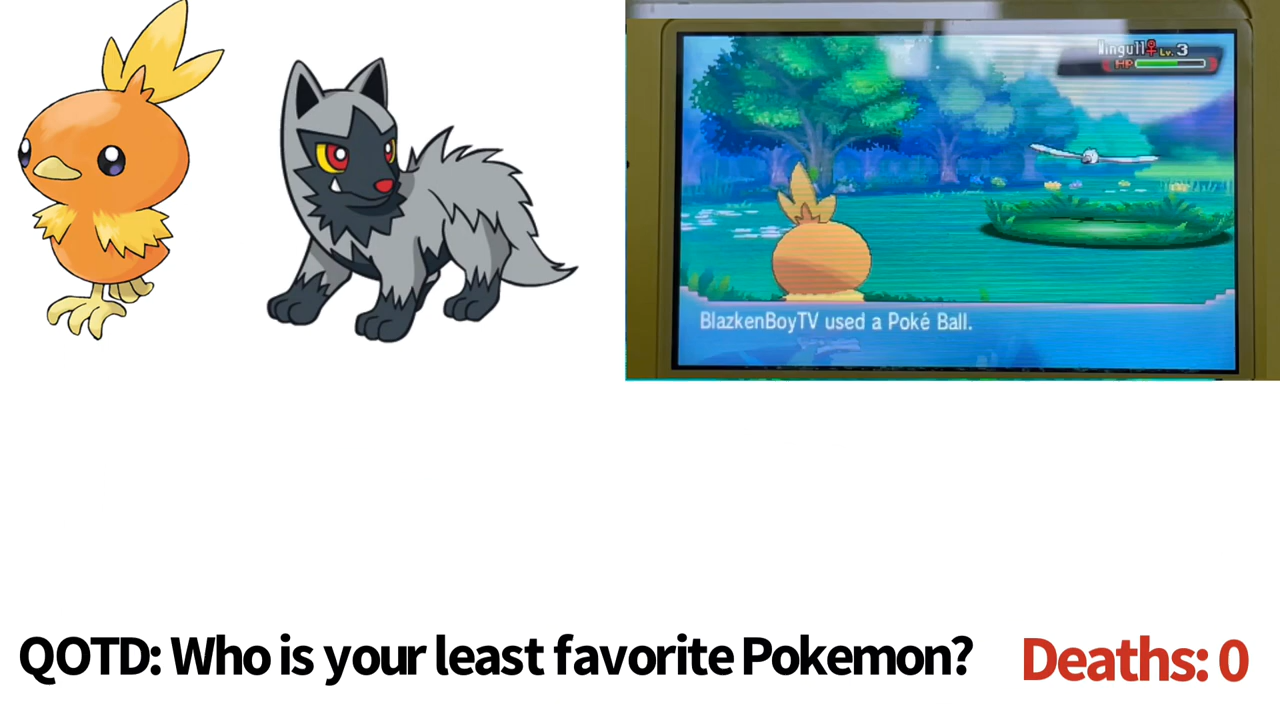 Wingull Lv. 3
HP
BlazkenBoyTV used a Poké Ball.
QOTD: Who is your least favorite Pokemon?
Deaths: 0